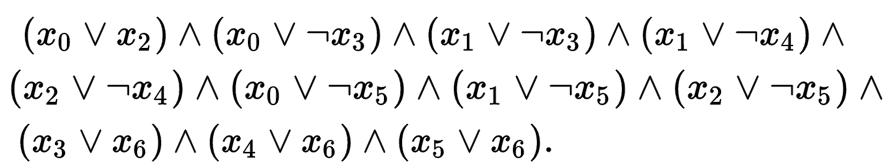 (x₀ ∨ x₂) ∧ (x₀ ∨ ¬x₃) ∧ (x₁ ∨ ¬x₃) ∧ (x₁ ∨ ¬x₄) ∧
(x₂ ∨ ¬x₄) ∧ (x₀ ∨ ¬x₅) ∧ (x₁ ∨ ¬x₅) ∧ (x₂ ∨ ¬x₅) ∧
(x₃ ∨ x₆) ∧ (x₄ ∨ x₆) ∧ (x₅ ∨ x₆).